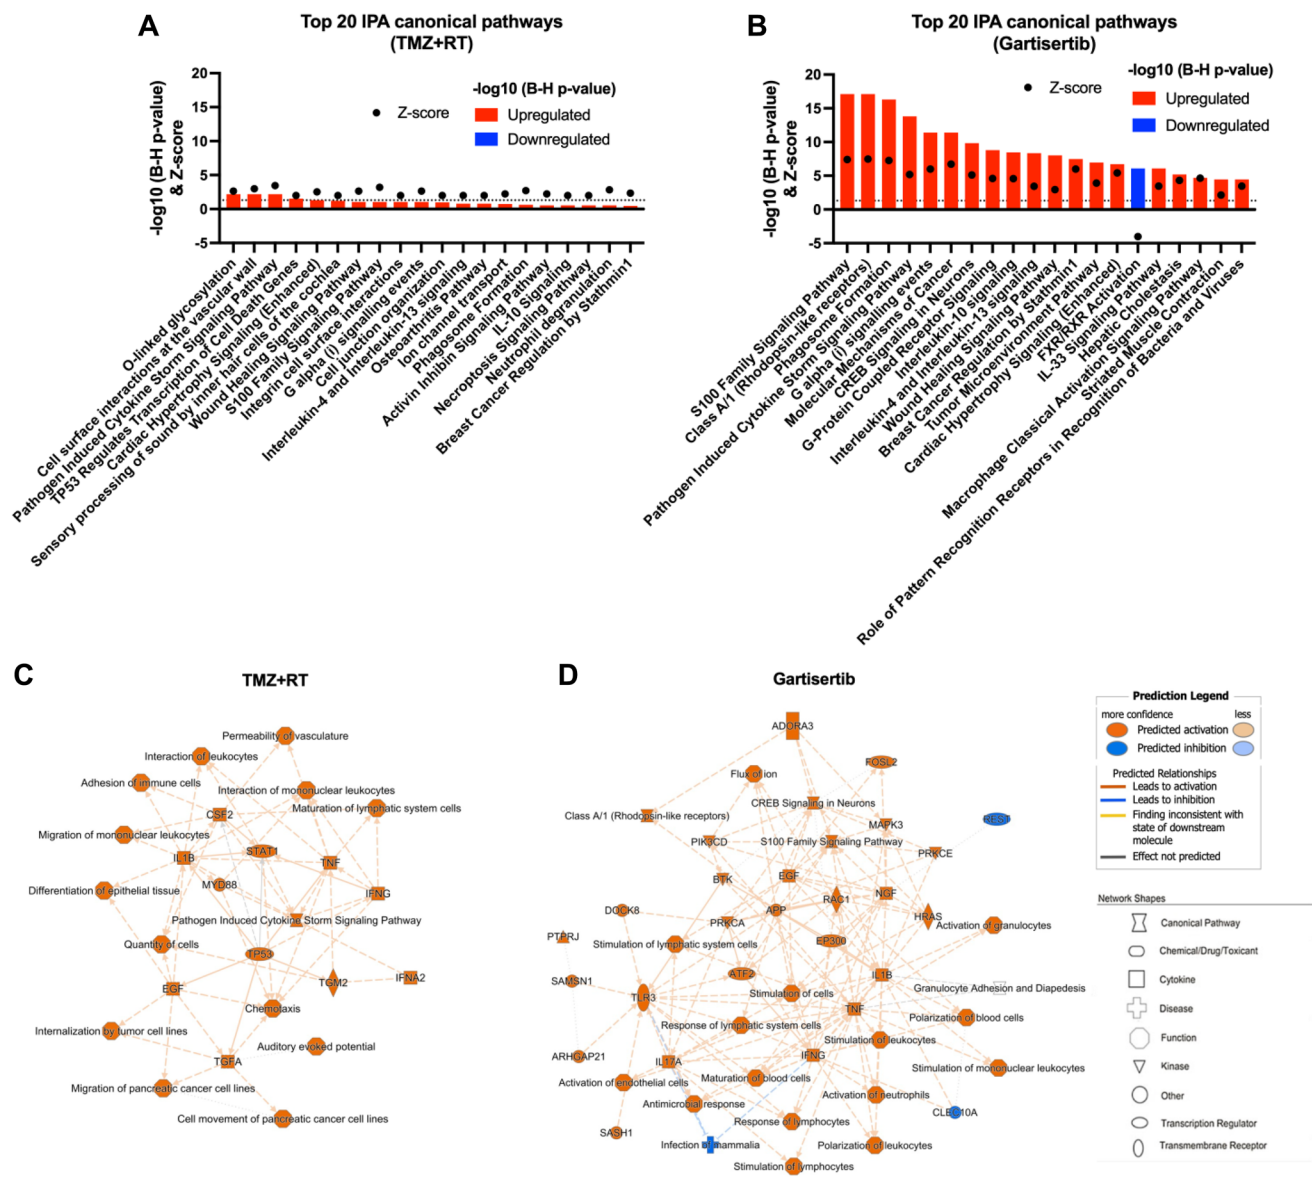 A
Top 20 IPA canonical pathways
(TMZ+RT)
-log10 (B-H p-value)
& Z-score
20
15
10
5
0
-5
Z-score
-log10 (B-H p-value)
Upregulated
Downregulated
O-linked glycosylation
Cell surface interactions at the vascular wall
Pathogen Induced Cytokine Storm Signaling Pathway
TP53 Regulates Transcription of Cell Death Genes
Cardiac Hypertrophy Signaling (Enhanced)
Sensory processing of sound by inner hair cells of the cochlea
Wound Healing Signaling Pathway
S100 Family Signaling Pathway
Integrin cell surface interactions
G alpha (i) signalling events
Cell junction organization
Interleukin-4 and Interleukin-13 signaling
Osteoarthritis Pathway
Ion channel transport
Phagosome Formation
Activin Inhibin Signaling Pathway
IL-10 Signaling
Necroptosis Signaling Pathway
Neutrophil degranulation
Breast Cancer Regulation by Stathmin1
B
Top 20 IPA canonical pathways
(Gartisertib)
-log10 (B-H p-value)
& Z-score
20
15
10
5
0
-5
Z-score
-log10 (B-H p-value)
Upregulated
Downregulated
S100 Family Signaling Pathway
Class A/1 (Rhodopsin-like receptors)
Phagosome Formation
Pathogen Induced Cytokine Storm Signaling Pathway
G alpha (i) signalling events
Molecular Mechanisms of Cancer
CREB Signaling in Neurons
G-Protein Coupled Receptor Signaling
Interleukin-10 signaling
Interleukin-4 and Interleukin-13 signaling
Wound Healing Signaling Pathway
Breast Cancer Regulation by Stathmin1
Tumor Microenvironment Pathway
Cardiac Hypertrophy Signaling (Enhanced)
FXR/RXR Activation
IL-33 Signaling Pathway
Hepatic Cholestasis
Macrophage Classical Activation Signaling Pathway
Striated Muscle Contraction
Role of Pattern Recognition Receptors in Recognition of Bacteria and Viruses
C
TMZ+RT
Permeability of vasculature
Interaction of leukocytes
Adhesion of immune cells
Interaction of mononuclear leukocytes
Maturation of lymphatic system cells
CSF2
Migration of mononuclear leukocytes
IL1B
STAT1
TNF
MYD88
Differentiation of epithelial tissue
IFNG
Pathogen Induced Cytokine Storm Signaling Pathway
Quantity of cells
TP53
EGF
TGM2
IFNA2
Chemotaxis
Internalization by tumor cell lines
Auditory evoked potential
TGFA
Migration of pancreatic cancer cell lines
Cell movement of pancreatic cancer cell lines
D
Gartisertib
ADORA3
Flux of ion
FOSL2
CREB Signaling in Neurons
Class A/1 (Rhodopsin-like receptors)
MAPK3
REST
PIK3CD
S100 Family Signaling Pathway
PRKCE
BTK
EGF
RAC1
NGF
DOCK8
APP
HRAS
PRKCA
Activation of granulocytes
PTPRJ
Stimulation of lymphatic system cells
EP300
SAMSN1
ATF2
IL1B
TLR3
Stimulation of cells
Granulocyte Adhesion and Diapedesis
TNF
Polarization of blood cells
Response of lymphatic system cells
Stimulation of leukocytes
ARHGAP21
IL17A
IFNG
Stimulation of mononuclear leukocytes
Activation of endothelial cells
Maturation of blood cells
Activation of neutrophils
Antimicrobial response
CLEC10A
SASH1
Response of lymphocytes
Infection of mammalia
Polarization of leukocytes
Stimulation of lymphocytes
Prediction Legend
more confidence
less
Predicted activation
Predicted inhibition
Predicted Relationships
Leads to activation
Leads to inhibition
Finding inconsistent with
state of downstream
molecule
Effect not predicted
Network Shapes
Canonical Pathway
Chemical/Drug/Toxicant
Cytokine
Disease
Function
Kinase
Other
Transcription Regulator
Transmembrane Receptor